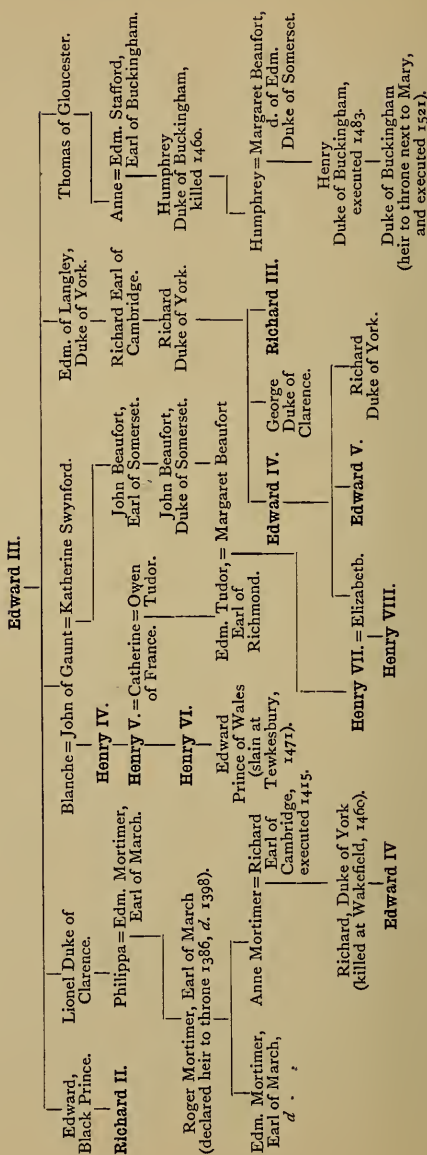 Edward III.
Edward,
Black Prince.
Richard II.
Lionel Duke of
Clarence.
Philippa=Edm. Mortimer,
Earl of March.
Roger Mortimer, Earl of March
(declared heir to throne 1386, d. 1398).
Edm. Mortimer,
Earl of March,
d.
Anne Mortimer=Richard
Earl of
Cambridge,
executed 1415.
Richard, Duke of York
(killed at Wakefield, 1460).
Edward IV
Blanche=John of Gaunt=Katherine Swynford.
Henry IV.
Henry V.=Catherine=Owen
of France. Tudor.
Henry VI.
Edward
Prince of Wales
(slain at
Tewkesbury,
1471).
John Beaufort,
Earl of Somerset.
John Beaufort,
Duke of Somerset.
Edm. Tudor,=Margaret Beaufort
Earl of
Richmond.
Henry VII.=Elizabeth.
Henry VIII.
Edm. of Langley,
Duke of York.
Richard Earl of
Cambridge.
Richard
Duke of York.
Edward IV.
George
Duke of
Clarence.
Richard III.
Edward V.
Richard
Duke of York.
Thomas of Gloucester.
Anne=Edm. Stafford,
Earl of Buckingham.
Humphrey
Duke of Buckingham,
killed 1460.
Humphrey=Margaret Beaufort,
d. of Edm.
Duke of Somerset.
Henry
Duke of Buckingham,
executed 1483.
Duke of Buckingham
(heir to throne next to Mary,
and executed 1521).